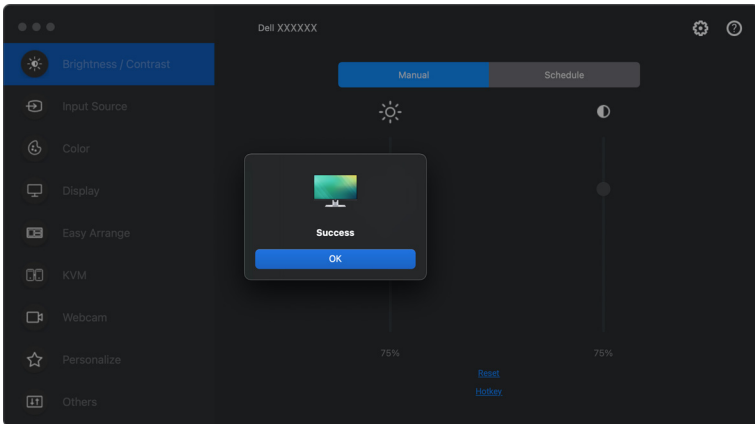 Dell XXXXXX
Brightness / Contrast
Input Source
Color
Display
Easy Arrange
KVM
Webcam
Personalize
Others
Manual
Schedule
Success
OK
75%
75%
Reset
Hotkey